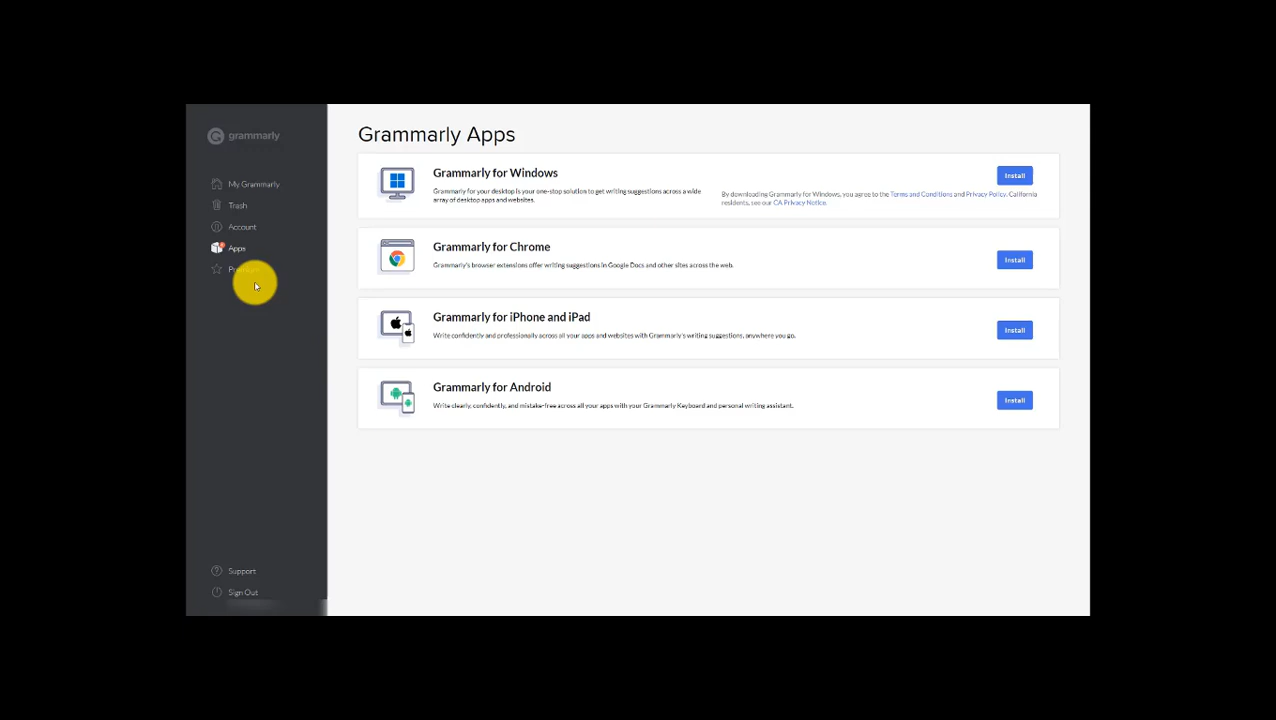 grammarly
My Grammarly
Trash
Account
Apps
Support
Sign Out
Grammarly Apps
Grammarly for Windows
Grammarly for your desktop is your one-stop solution to get writing suggestions across a wide
array of desktop apps and websites.
Install
By downloading Grammarly for Windows, you agree to the Terms and Conditions and Privacy Policy. California
residents, see our CA Privacy Notice.
Grammarly for Chrome
Grammarly's browser extensions offer writing suggestions in Google Docs and other sites across the web.
Install
Grammarly for iPhone and iPad
Write confidently and professionally across all your apps and websites with Grammarly's writing suggestions, anywhere you go.
Install
Grammarly for Android
Write clearly, confidently, and mistake-free across all your apps with your Grammarly Keyboard and personal writing assistant.
Install